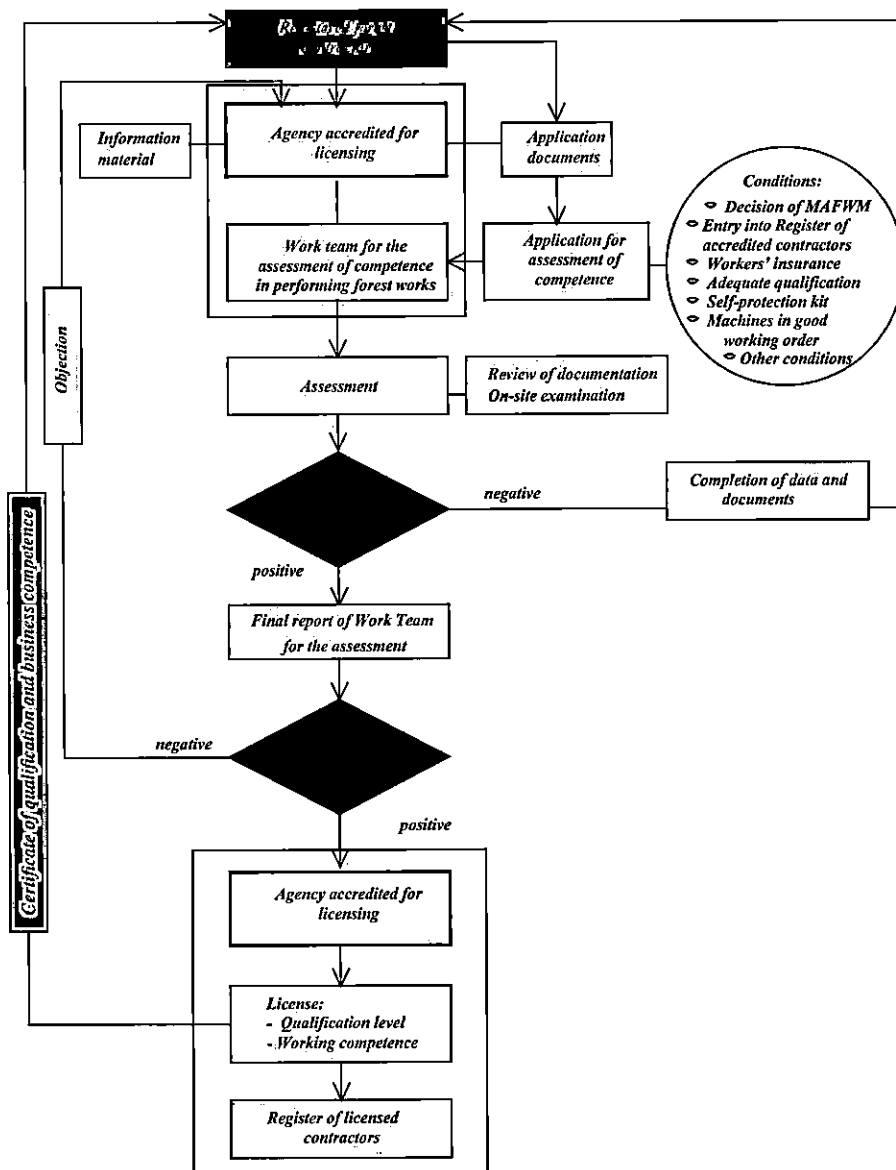 Information
material
Agency accredited for
licensing
Application
documents
Conditions:
Decision of MAFWM
Entry into Register of
accredited contractors
Workers' insurance
Adequate qualification
Self-protection kit
Machines in good
working order
Other conditions
Work team for the
assessment of competence
in performing forest works
Application for
assessment of
competence
Objection
Assessment
Review of documentation
On-site examination
negative
Completion of data and
documents
positive
Certificate of qualification and business competence
Final report of Work Team
for the assessment
negative
positive
Agency accredited for
licensing
License;
- Qualification level
- Working competence
Register of licensed
contractors